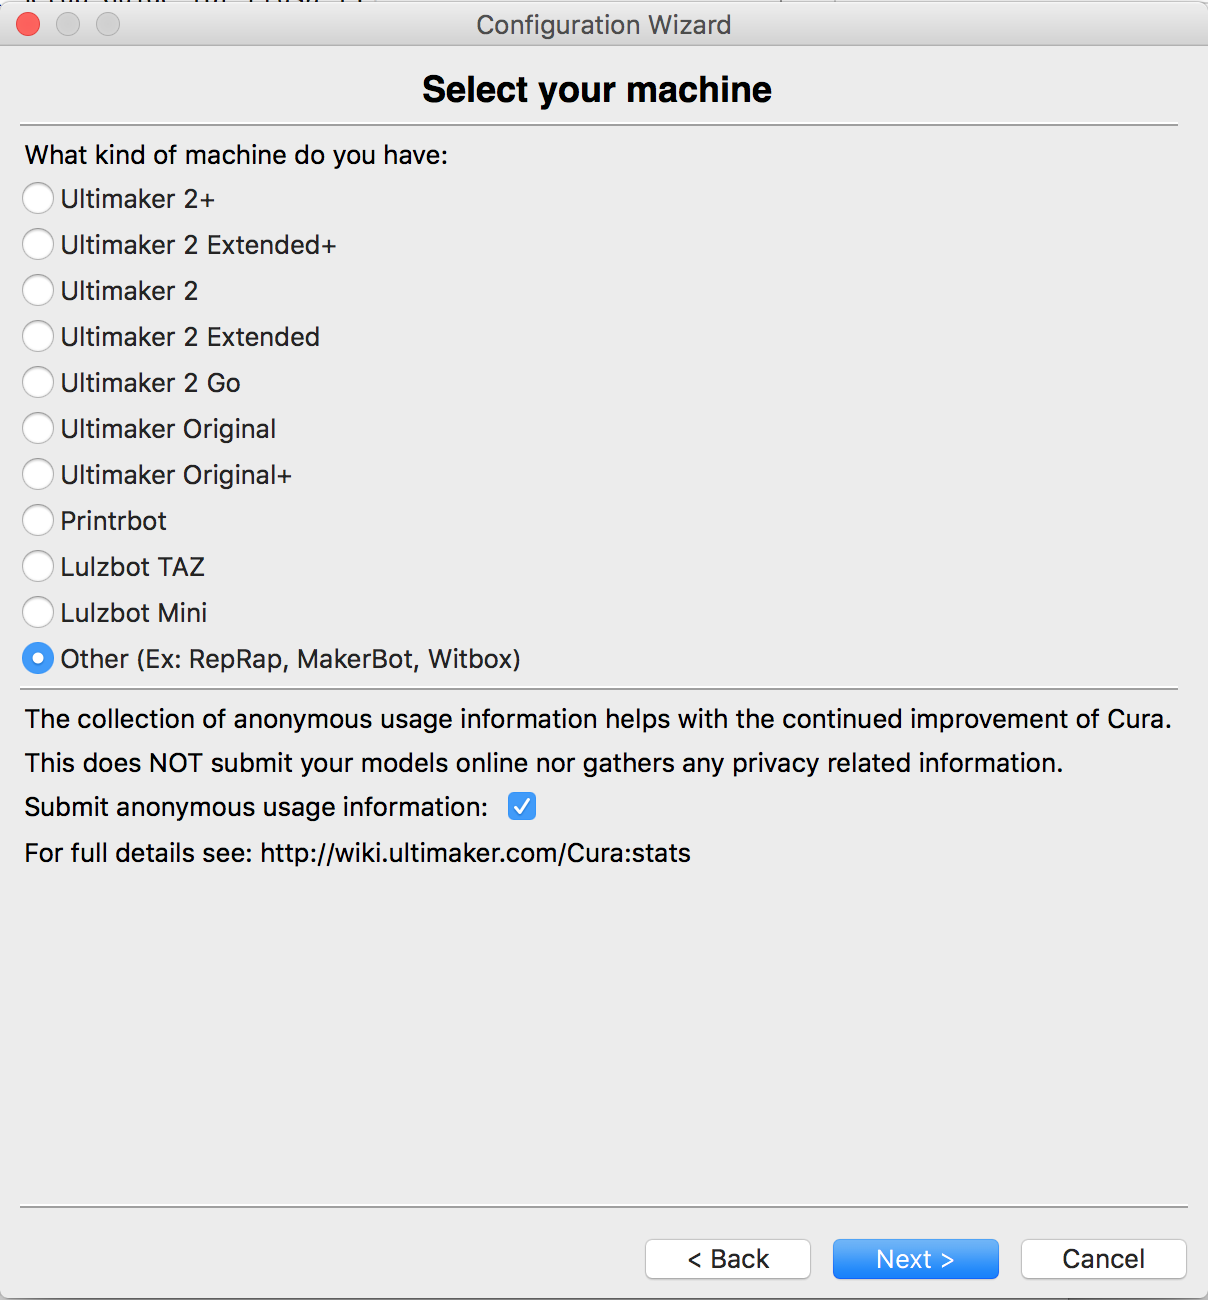 Configuration Wizard
Select your machine
What kind of machine do you have:
Ultimaker 2+
Ultimaker 2 Extended+
Ultimaker 2
Ultimaker 2 Extended
Ultimaker 2 Go
Ultimaker Original
Ultimaker Original+
Printrbot
Lulzbot TAZ
Lulzbot Mini
Other (Ex: RepRap, MakerBot, Witbox)
The collection of anonymous usage information helps with the continued improvement of Cura.
This does NOT submit your models online nor gathers any privacy related information.
Submit anonymous usage information:
For full details see: http://wiki.ultimaker.com/Cura:stats
< Back Next > Cancel